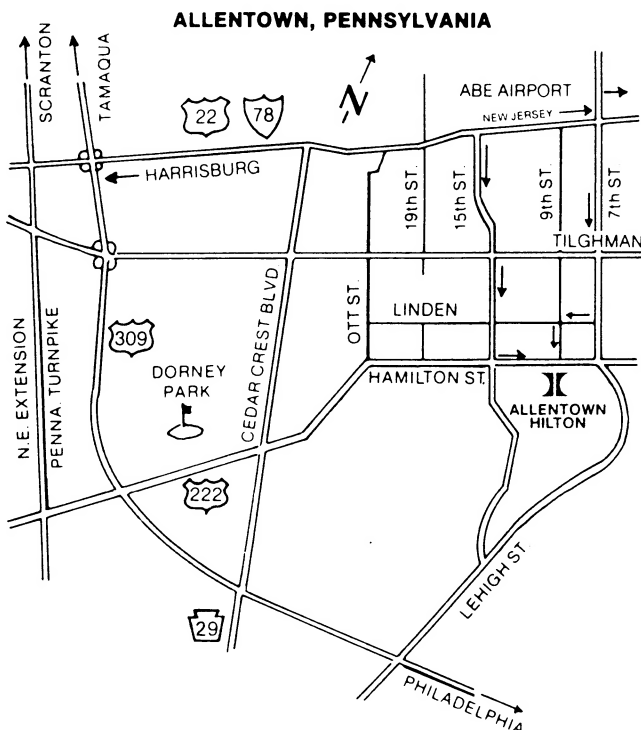 ALLENTOWN, PENNSYLVANIA
SCRANTON
TAMAQUA
N
22
78
ABE AIRPORT
NEW JERSEY
HARRISBURG
19th ST.
15th ST.
9th ST.
7th ST.
TILGHMAN
CEDAR CREST BLVD
OTT ST.
LINDEN
309
DORNEY
PARK
HAMILTON ST.
ALLENTOWN
HILTON
N.E. EXTENSION
PENNA. TURNPIKE
222
LEHIGH ST
29
PHILADELPHIA